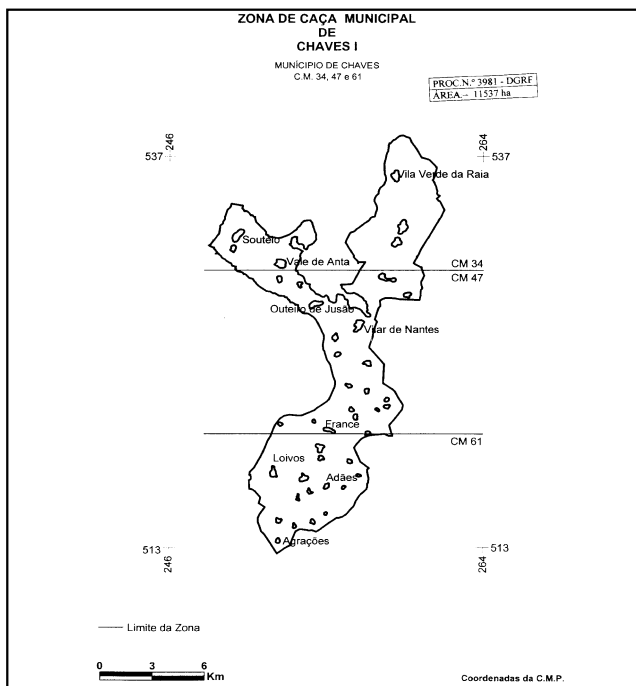 ZONA DE CAÇA MUNICIPAL
DE
CHAVES I
MUNÍCIPIO DE CHAVES
C.M. 34, 47 e 61
PROC.N.º 3981 - DGRF
ÁREA – 11537 ha
246
264
537
537
Vila Verde da Raia
Soutelo
Vale de Anta
CM 34
CM 47
Outeiro de Jusão
Vilar de Nantes
France
CM 61
Loivos
Adães
Agrações
513
513
246
264
Limite da Zona
0 3 6
Km
Coordenadas da C.M.P.